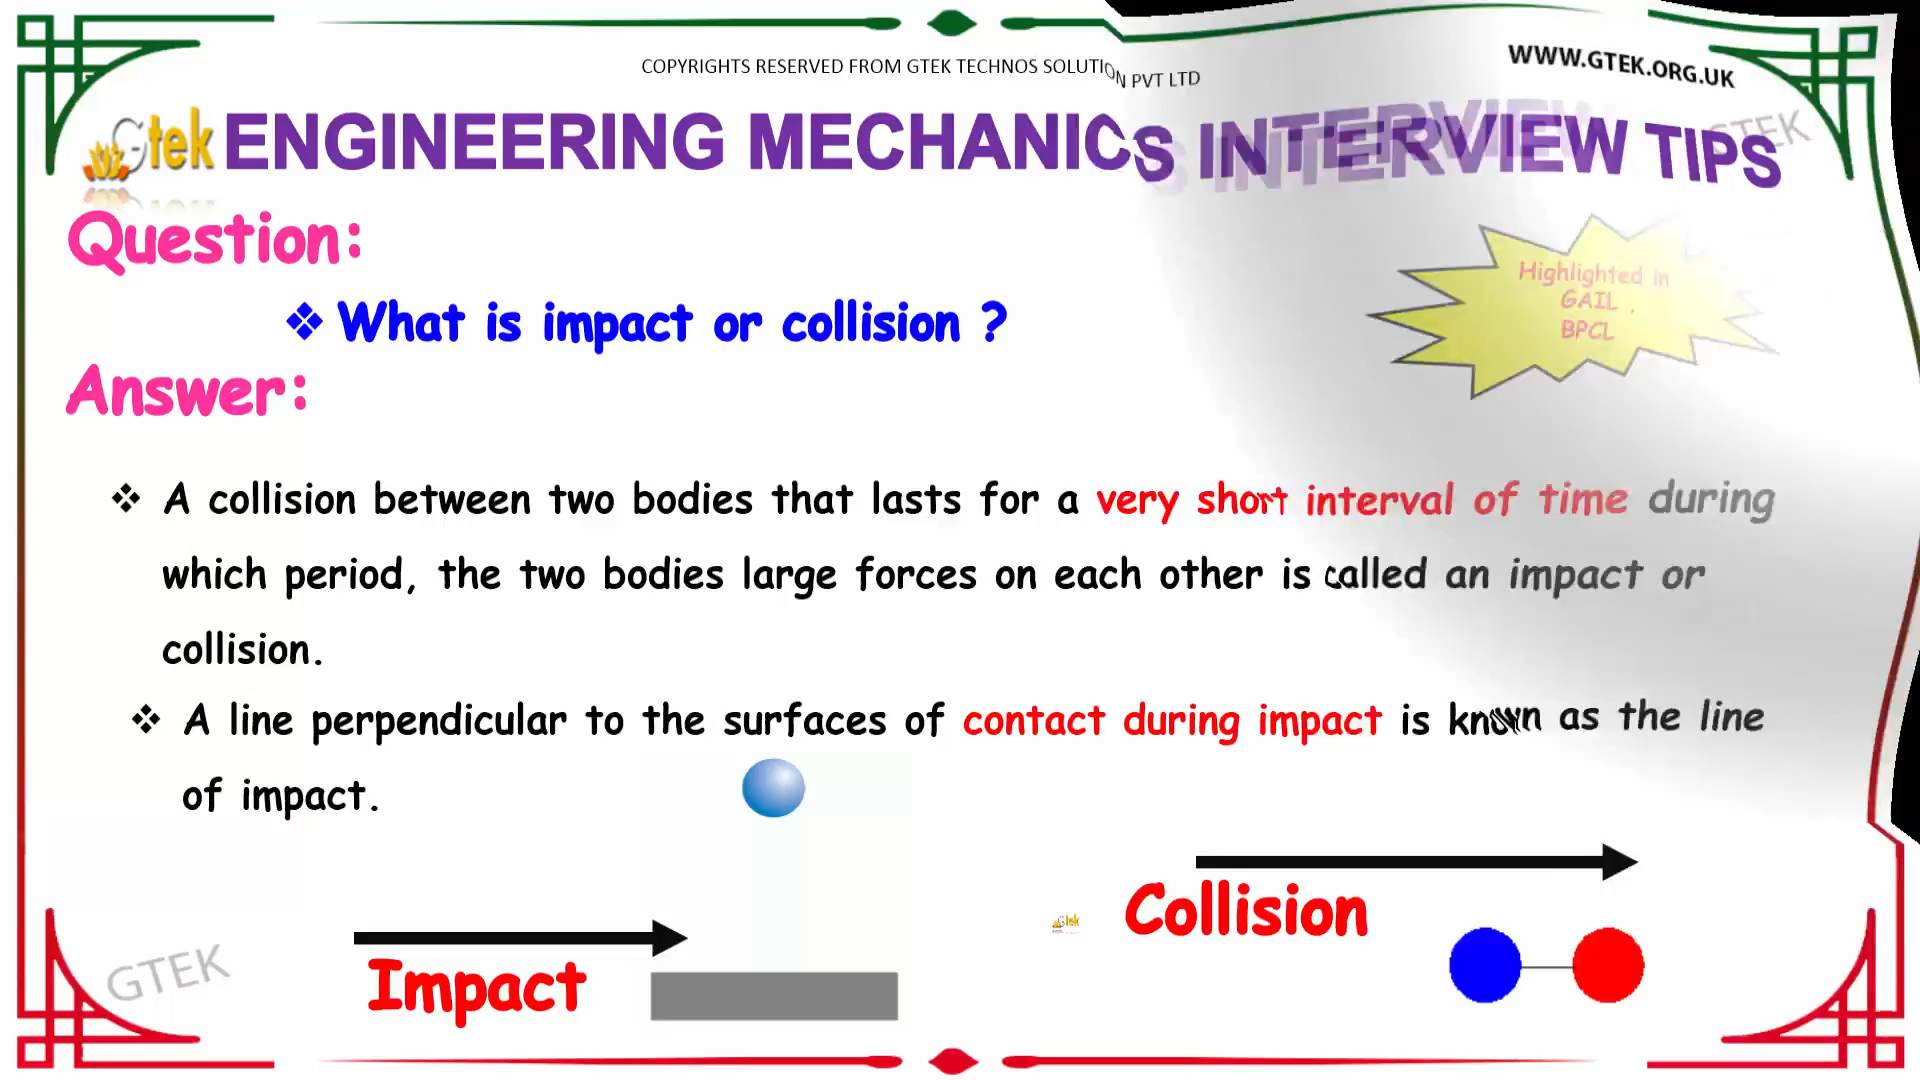 COPYRIGHTS RESERVED FROM GTEK TECHNOS SOLUTION PVT LTD
WWW.GTEK.ORG.UK
Gtek ENGINEERING MECHANICS INTERVIEW TIPS
GTEK
Question:
❖ What is impact or collision ?
Highlighted in
GAIL ,
BPCL
Answer:
❖ A collision between two bodies that lasts for a very short interval of time during
which period, the two bodies large forces on each other is called an impact or
collision.
❖ A line perpendicular to the surfaces of contact during impact is known as the line
of impact.
Collision
Gtek
Impact
GTEK